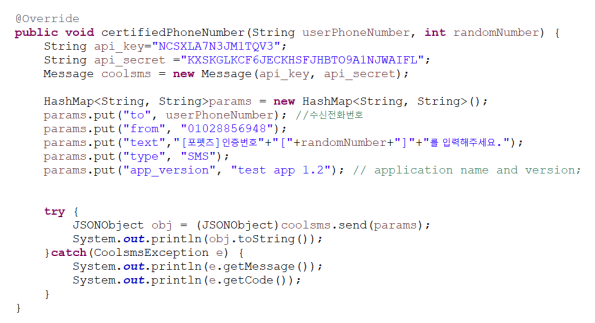 @Override
public void certifiedPhoneNumber(String userPhoneNumber, int randomNumber) {
    String api_key="NCSXLA7N3JM1TQV3";
    String api_secret ="KXSKGLKCF6JECKHSFJHBTO9A1NJWAIFL";
    Message coolsms = new Message(api_key, api_secret);

    HashMap<String, String>params = new HashMap<String, String>();
    params.put("to", userPhoneNumber); //수신전화번호
    params.put("from", "01028856948");
    params.put("text","[포펫즈]인증번호"+"["+randomNumber+"]"+"를 입력해주세요.");
    params.put("type", "SMS");
    params.put("app_version", "test app 1.2"); // application name and version;

    try {
        JSONObject obj = (JSONObject)coolsms.send(params);
        System.out.println(obj.toString());
    }catch(CoolsmsException e) {
        System.out.println(e.getMessage());
        System.out.println(e.getCode());
    }
}